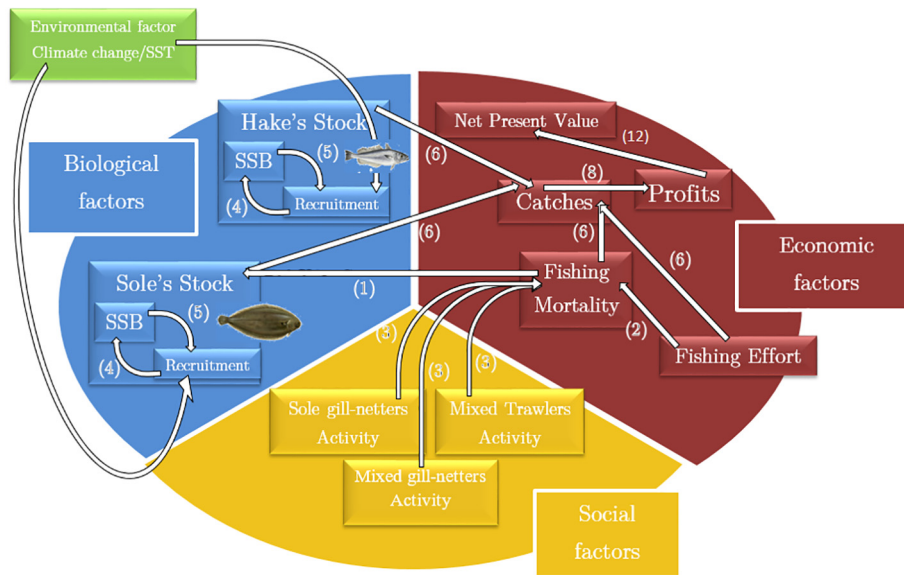 Environmental factor
Climate change/SST
Biological
factors
Hake's Stock
SSB
(5)
(4)
Recruitment
(6)
Net Present Value
(12)
(8)
Catches
Profits
(6)
(6)
(6)
Economic
factors
Sole's Stock
SSB
(5)
(4)
Recruitment
(1)
Fishing
Mortality
(2)
Fishing Effort
(3)
(3)
(3)
Sole gill-netters
Activity
Mixed Trawlers
Activity
Mixed gill-netters
Activity
Social
factors